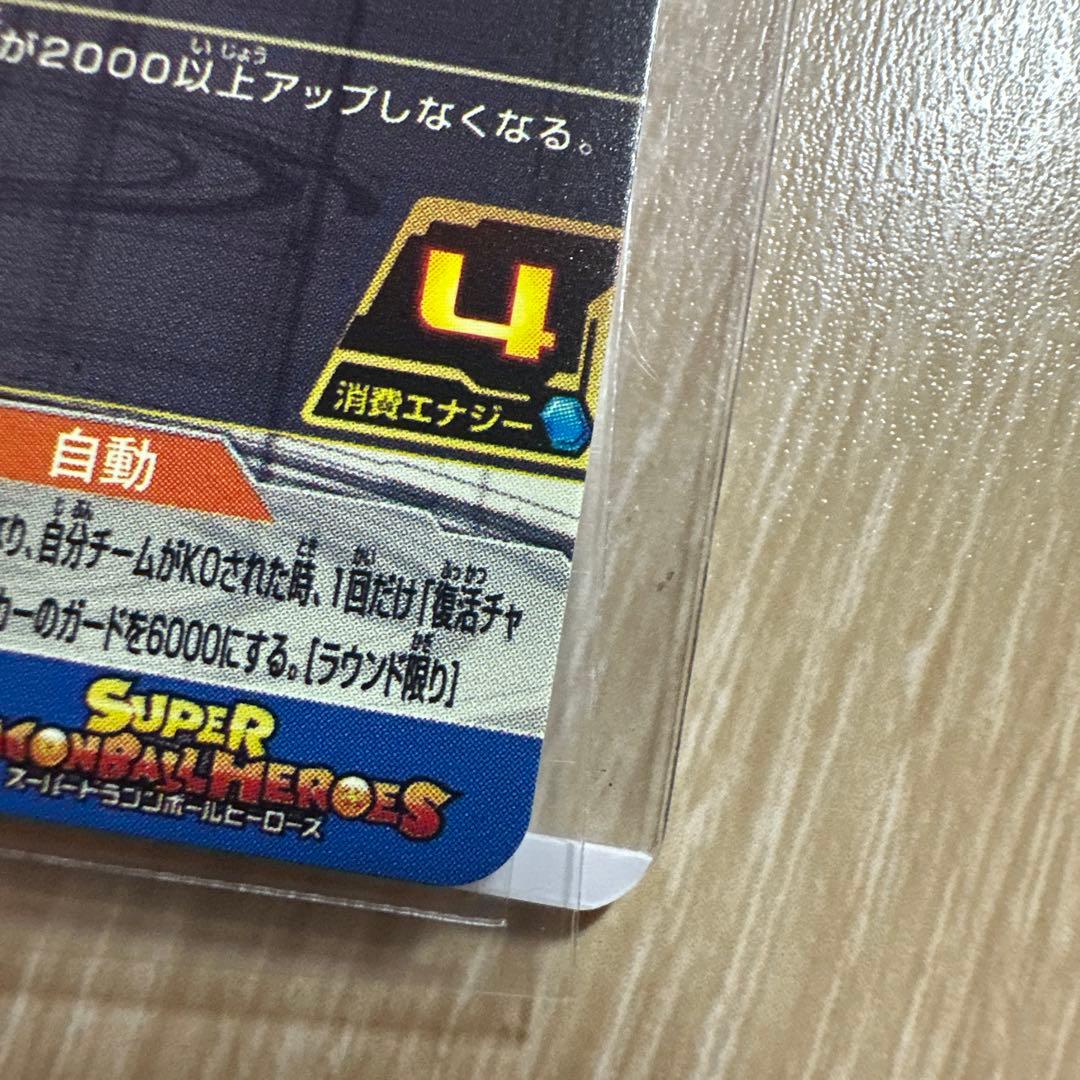 が2000以上アップしなくなる。
4
消費エナジー
自動
り、自分チームがKOされた時、1回だけ「復活チャ
カーのガードを6000にする。[ラウンド限り]
SUPER
DRAGONBALL HEROES
スーパードラゴンボールヒーローズ